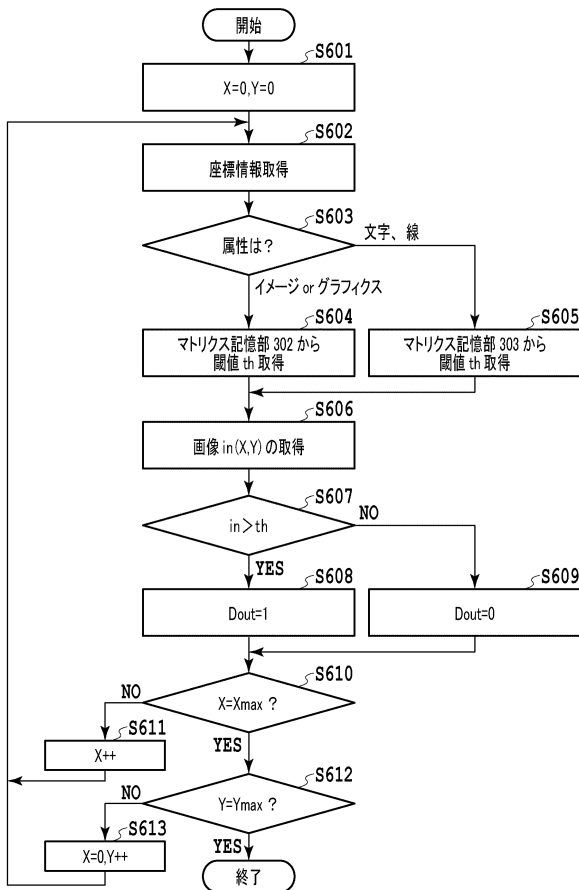 開始
S601
X=0,Y=0
S602
座標情報取得
S603
属性は?
文字、線
イメージ or グラフィクス
S604
マトリクス記憶部 302 から
閾値 th 取得
S605
マトリクス記憶部 303 から
閾値 th 取得
S606
画像 in(X,Y) の取得
S607
in>th
NO
YES
S608
Dout=1
S609
Dout=0
S610
X=Xmax ?
NO
S611
X++
YES
S612
Y=Ymax ?
NO
S613
X=0,Y++
YES
終了